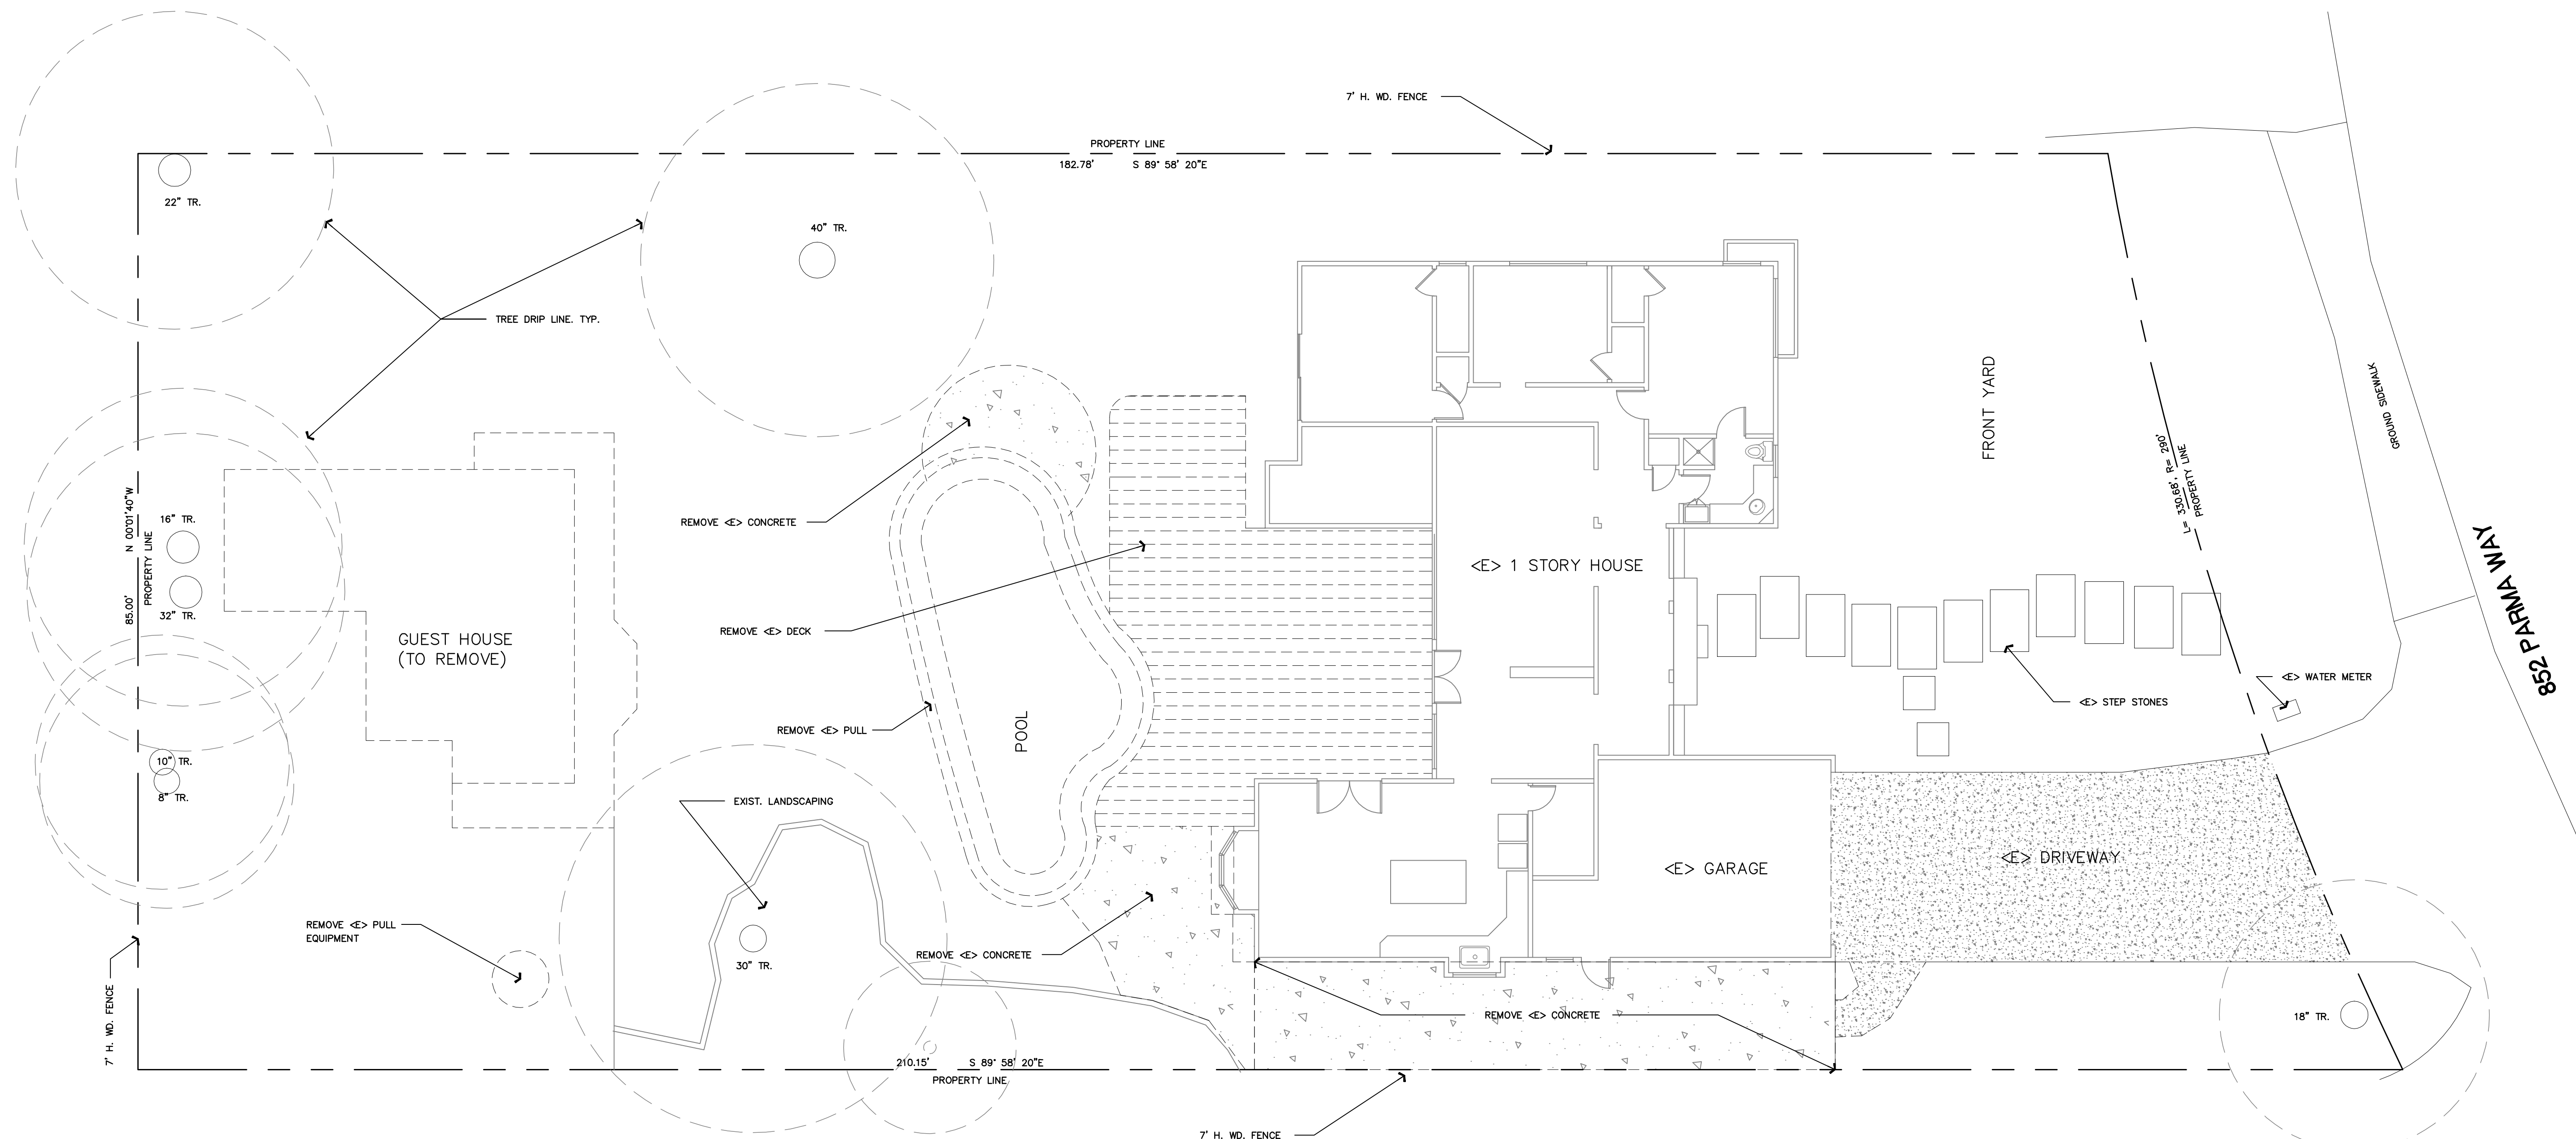 7' H. WD. FENCE
PROPERTY LINE
182.78' S 89° 58' 20"E
22" TR.
40" TR.
TREE DRIP LINE. TYP.
FRONT YARD
GROUND SIDEWALK
L= 330.68', R= 290'
PROPERTY LINE
852 PARMA WAY
85.00' N 00°01'40"W
PROPERTY LINE
16" TR.
32" TR.
REMOVE <E> CONCRETE
<E> 1 STORY HOUSE
GUEST HOUSE
(TO REMOVE)
REMOVE <E> DECK
<E> WATER METER
<E> STEP STONES
REMOVE <E> PULL
POOL
10" TR.
8" TR.
EXIST. LANDSCAPING
<E> GARAGE
<E> DRIVEWAY
REMOVE <E> PULL
EQUIPMENT
REMOVE <E> CONCRETE
30" TR.
7' H. WD. FENCE
REMOVE <E> CONCRETE
18" TR.
210.15' S 89° 58' 20"E
PROPERTY LINE
7' H. WD. FENCE